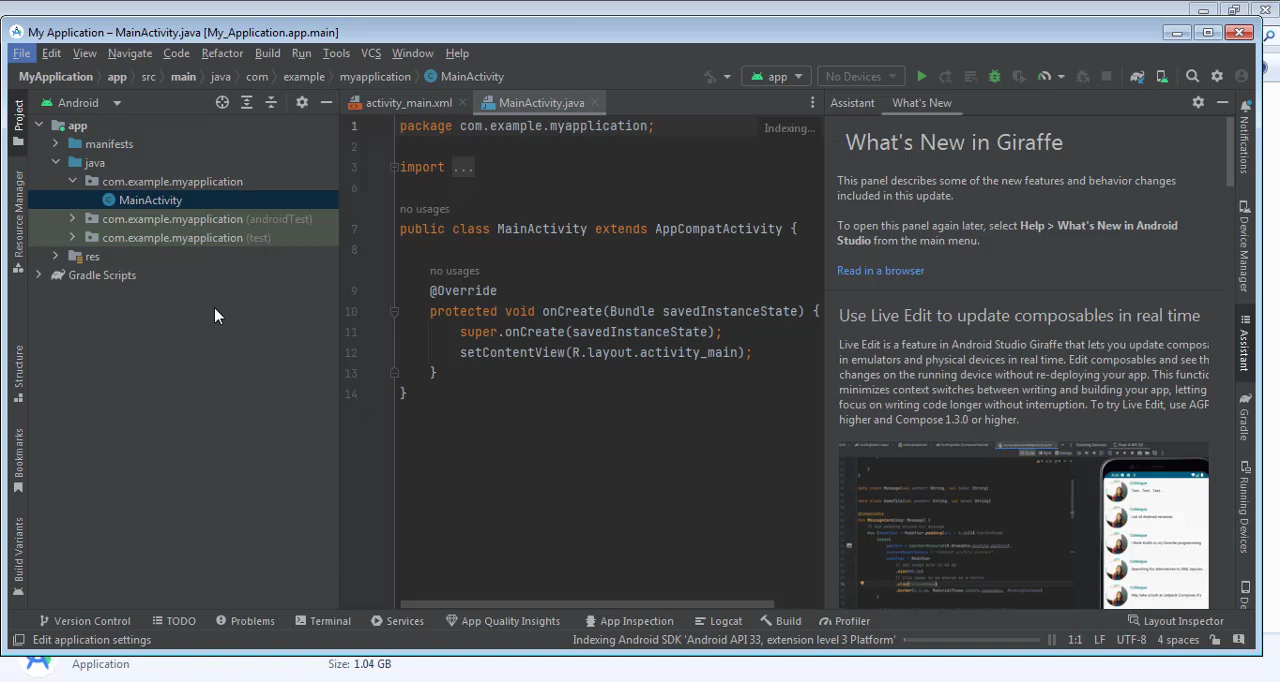 My Application – MainActivity.java [My_Application.app.main]
File Edit View Navigate Code Refactor Build Run Tools VCS Window Help
MyApplication app src main java com example myapplication MainActivity
app No Devices
Android
activity_main.xml MainActivity.java
Assistant What's New
Project
Resource Manager
Structure
Bookmarks
Build Variants
app
manifests
java
com.example.myapplication
MainActivity
com.example.myapplication (androidTest)
com.example.myapplication (test)
res
Gradle Scripts
Indexing...
1 package com.example.myapplication;
2
3 import ...
6
no usages
7 public class MainActivity extends AppCompatActivity {
8
no usages
9 @Override
10 protected void onCreate(Bundle savedInstanceState) {
11 super.onCreate(savedInstanceState);
12 setContentView(R.layout.activity_main);
13 }
14 }
What's New in Giraffe
This panel describes some of the new features and behavior changes
included in this update.
To open this panel again later, select Help > What's New in Android
Studio from the main menu.
Read in a browser
Use Live Edit to update composables in real time
Live Edit is a feature in Android Studio Giraffe that lets you update composa
in emulators and physical devices in real time. Edit composables and see th
changes on the running device without re-deploying your app. This functio
minimizes context switches between writing and building your app, letting
focus on writing code longer without interruption. To try Live Edit, use AGP
higher and Compose 1.3.0 or higher.
Notifications
Device Manager
Assistant
Gradle
Running Devices
Version Control TODO Problems Terminal Services App Quality Insights App Inspection Logcat Build Profiler Layout Inspector
Edit application settings
Indexing Android SDK 'Android API 33, extension level 3 Platform' 1:1 LF UTF-8 4 spaces
Application Size: 1.04 GB